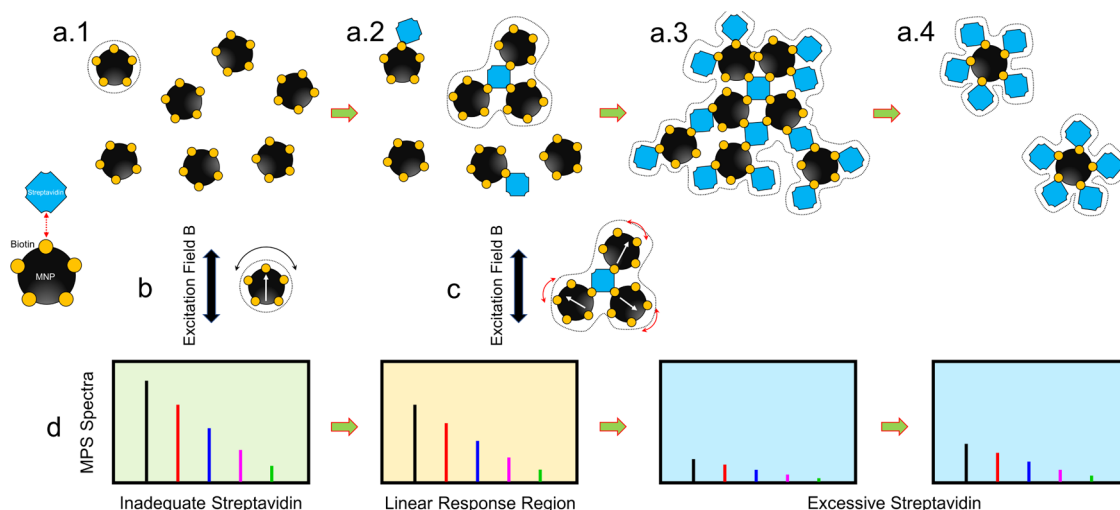 a.1
a.2
a.3
a.4
Streptavidin
Biotin
MNP
b
Excitation Field B
c
Excitation Field B
d
MPS Spectra
Inadequate Streptavidin
Linear Response Region
Excessive Streptavidin